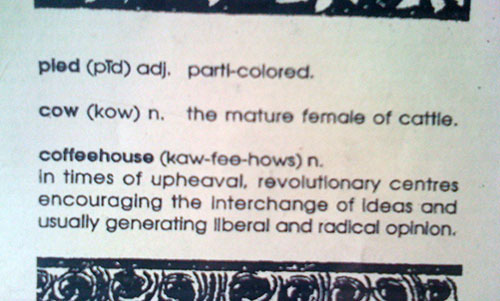 pied (pīd) adj. parti-colored.
cow (kow) n. the mature female of cattle.
coffeehouse (kaw-fee-hows) n.
in times of upheaval, revolutionary centres
encouraging the interchange of ideas and
usually generating liberal and radical opinion.